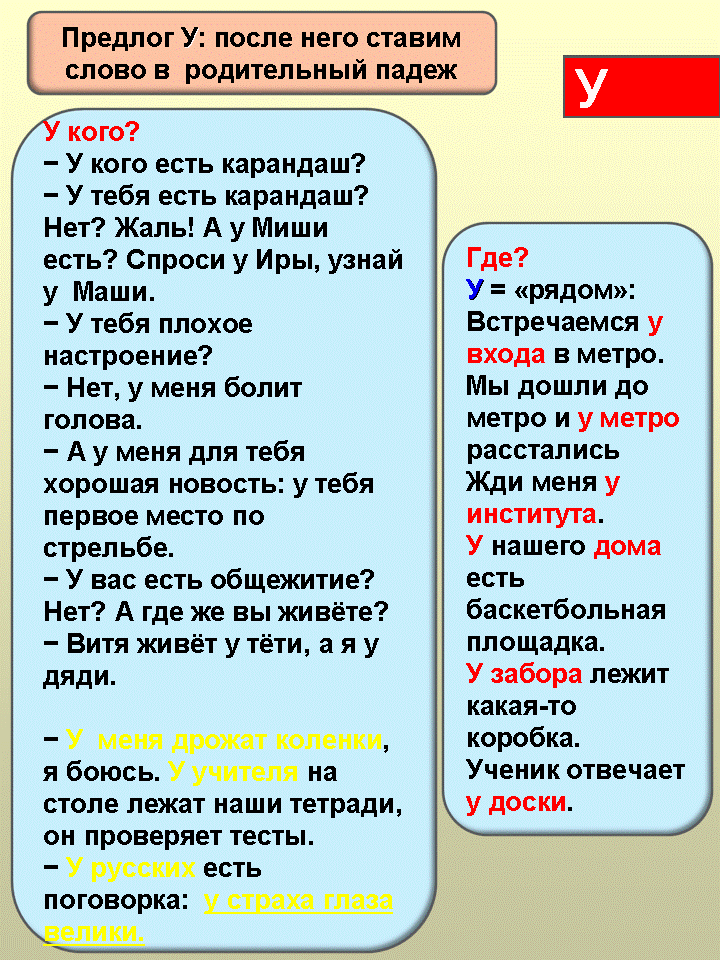 Предлог У: после него ставим
слово в родительный падеж
У
У кого?
− У кого есть карандаш?
− У тебя есть карандаш?
Нет? Жаль! А у Миши
есть? Спроси у Иры, узнай
у Маши.
− У тебя плохое
настроение?
− Нет, у меня болит
голова.
− А у меня для тебя
хорошая новость: у тебя
первое место по
стрельбе.
− У вас есть общежитие?
Нет? А где же вы живёте?
− Витя живёт у тёти, а я у
дяди.
− У меня дрожат коленки,
я боюсь. У учителя на
столе лежат наши тетради,
он проверяет тесты.
− У русских есть
поговорка: у страха глаза
велики.
Где?
У = «рядом»:
Встречаемся у
входа в метро.
Мы дошли до
метро и у метро
расстались
Жди меня у
института.
У нашего дома
есть
баскетбольная
площадка.
У забора лежит
какая-то
коробка.
Ученик отвечает
у доски.